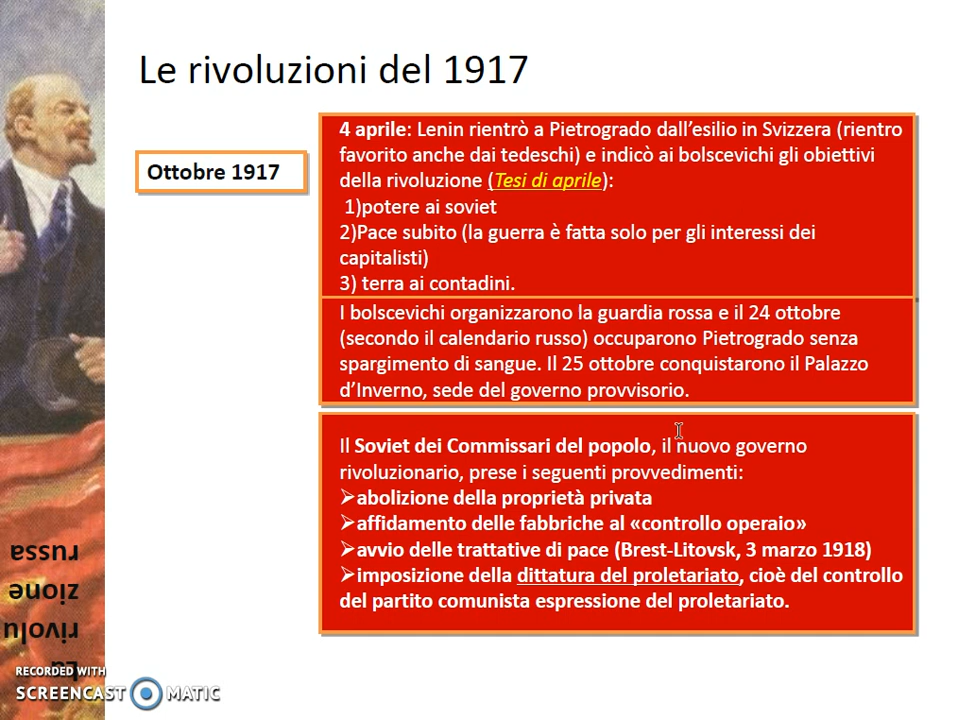 Le rivoluzioni del 1917
Ottobre 1917
4 aprile: Lenin rientrò a Pietrogrado dall’esilio in Svizzera (rientro
favorito anche dai tedeschi) e indicò ai bolscevichi gli obiettivi
della rivoluzione (Tesi di aprile):
1)potere ai soviet
2)Pace subito (la guerra è fatta solo per gli interessi dei
capitalisti)
3) terra ai contadini.
I bolscevichi organizzarono la guardia rossa e il 24 ottobre
(secondo il calendario russo) occuparono Pietrogrado senza
spargimento di sangue. Il 25 ottobre conquistarono il Palazzo
d’Inverno, sede del governo provvisorio.
Il Soviet dei Commissari del popolo, il nuovo governo
rivoluzionario, prese i seguenti provvedimenti:
➢abolizione della proprietà privata
➢affidamento delle fabbriche al «controllo operaio»
➢avvio delle trattative di pace (Brest-Litovsk, 3 marzo 1918)
➢imposizione della dittatura del proletariato, cioè del controllo
del partito comunista espressione del proletariato.
La
rivolu
zione
russa
RECORDED WITH
SCREENCAST MATIC